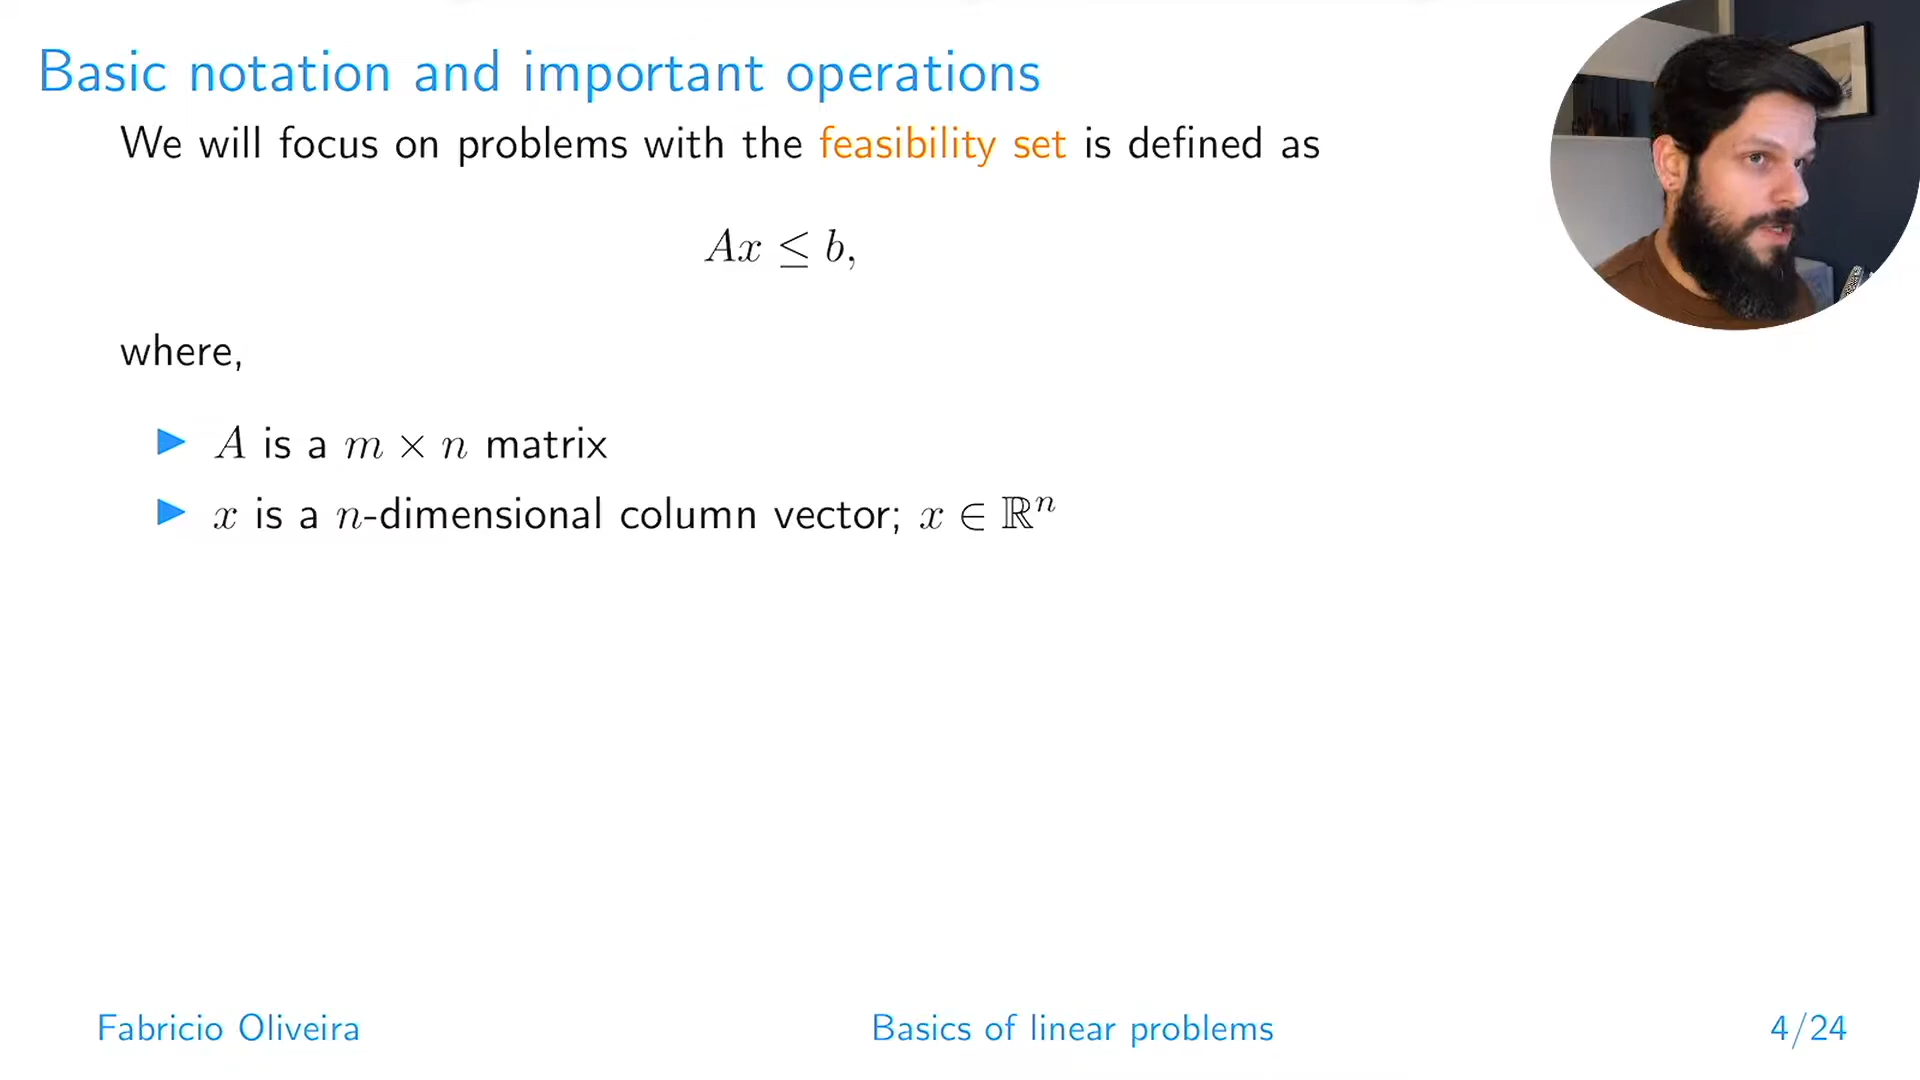 Basic notation and important operations
We will focus on problems with the feasibility set is defined as
Ax ≤ b,
where,
▶ A is a m × n matrix
▶ x is a n-dimensional column vector; x ∈ ℝⁿ
Fabricio Oliveira
Basics of linear problems
4/24